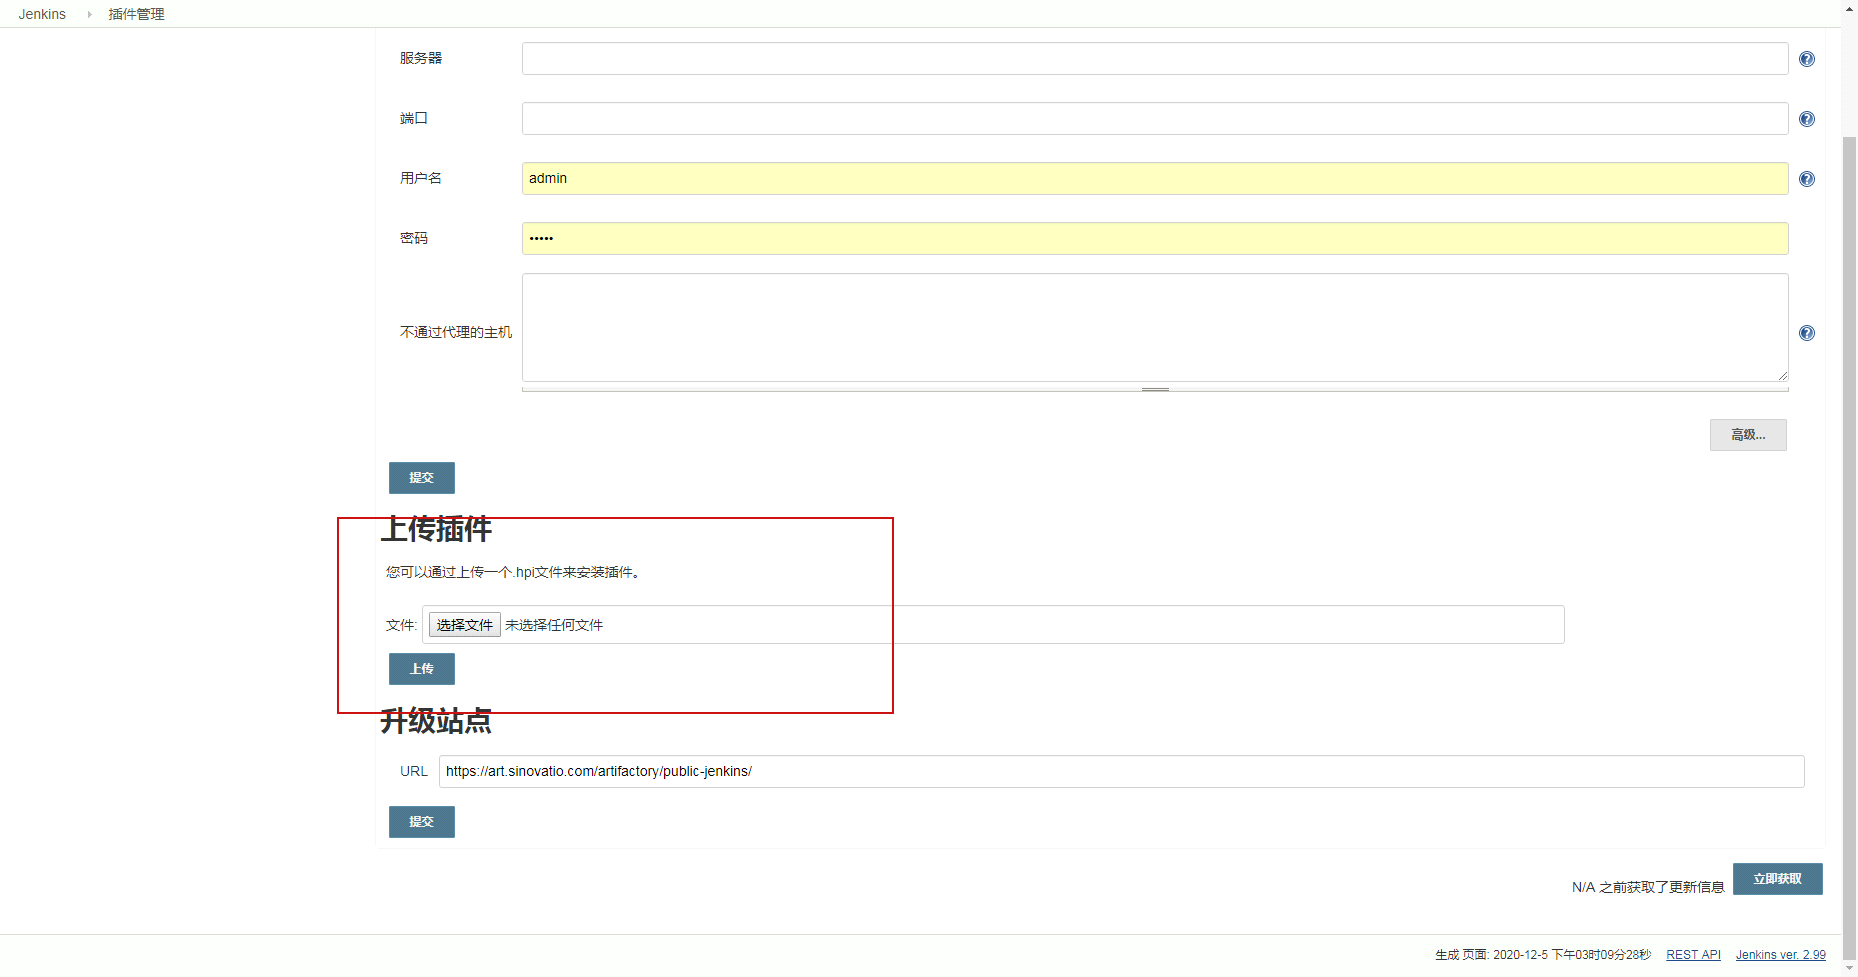 Jenkins 插件管理
服务器
端口
用户名 admin
密码 •••••
不通过代理的主机
高级...
提交
上传插件
您可以通过上传一个.hpi文件来安装插件。
文件: 选择文件 未选择任何文件
上传
升级站点
URL https://art.sinovatio.com/artifactory/public-jenkins/
提交
N/A 之前获取了更新信息 立即获取
生成 页面: 2020-12-5 下午03时09分28秒 REST API Jenkins ver. 2.99